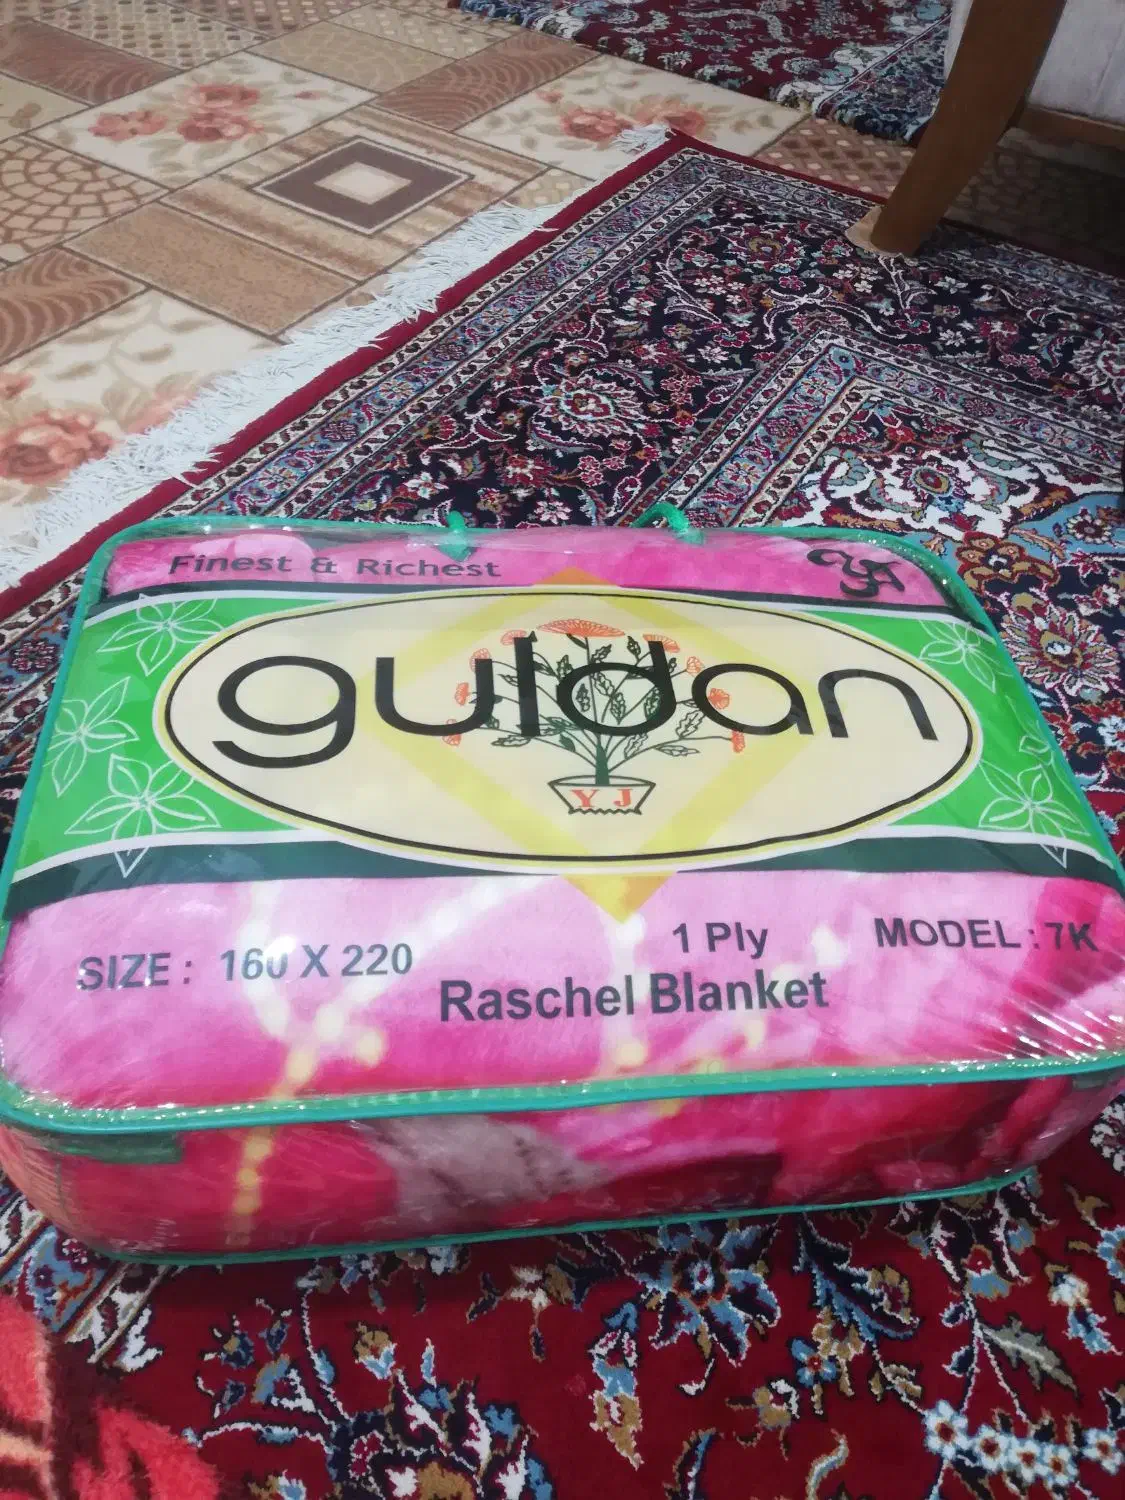 Finest & Richest
YJ
guldan
Y J
SIZE : 160 X 220
1 Ply
MODEL : 7K
Raschel Blanket